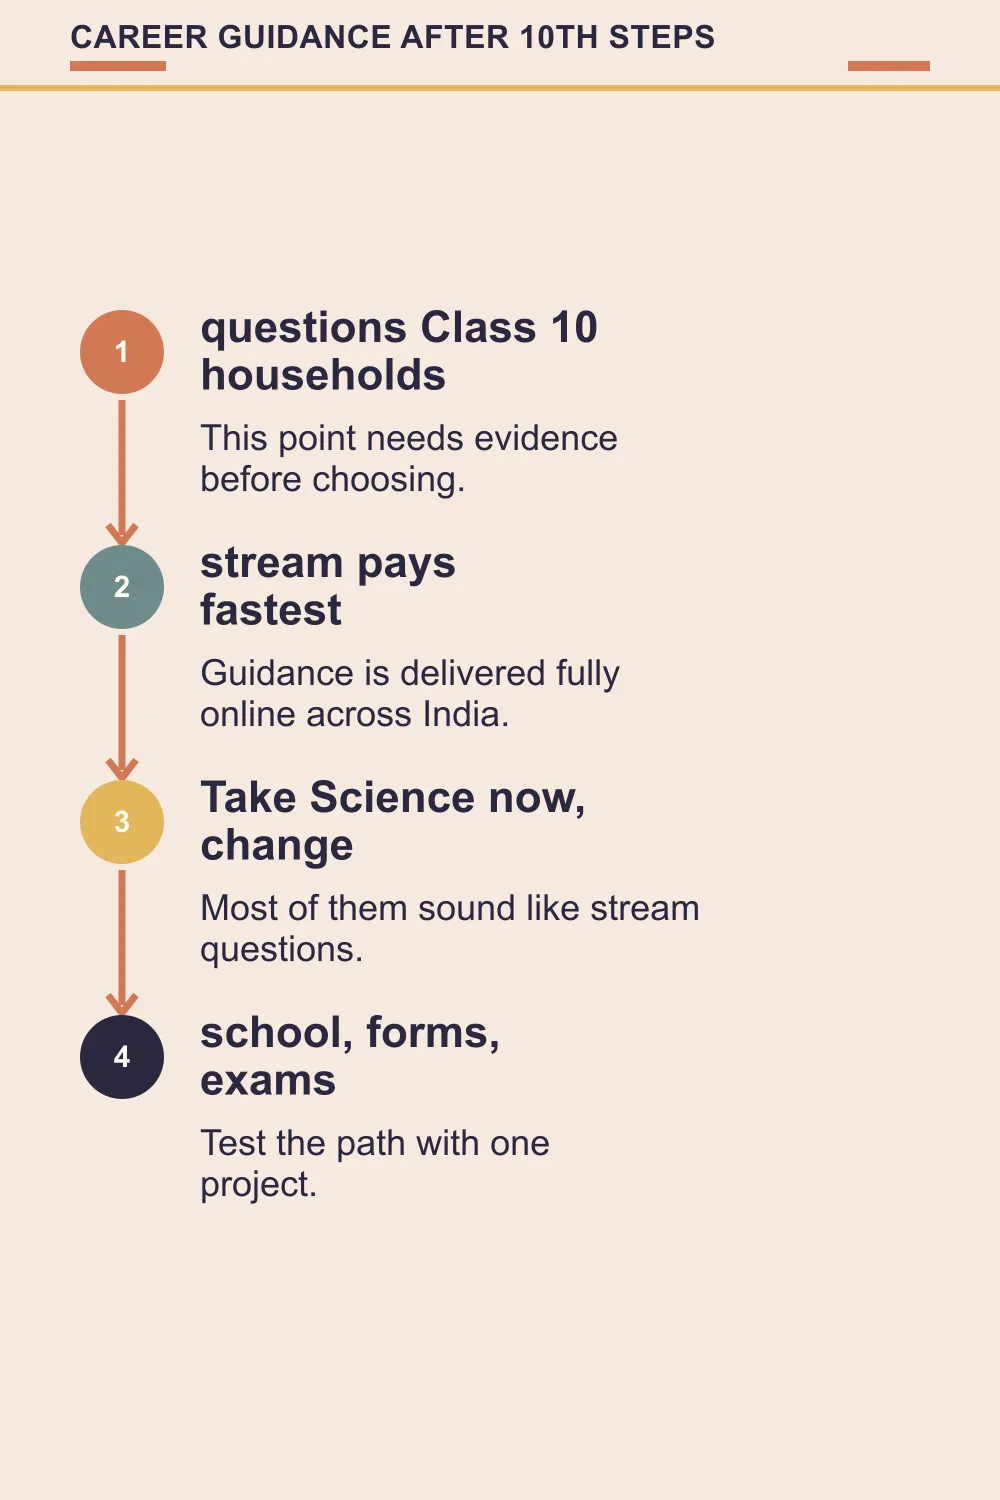 CAREER GUIDANCE AFTER 10TH STEPS
1
questions Class 10
households
This point needs evidence
before choosing.
2
stream pays
fastest
Guidance is delivered fully
online across India.
3
Take Science now,
change
Most of them sound like stream
questions.
4
school, forms,
exams
Test the path with one
project.